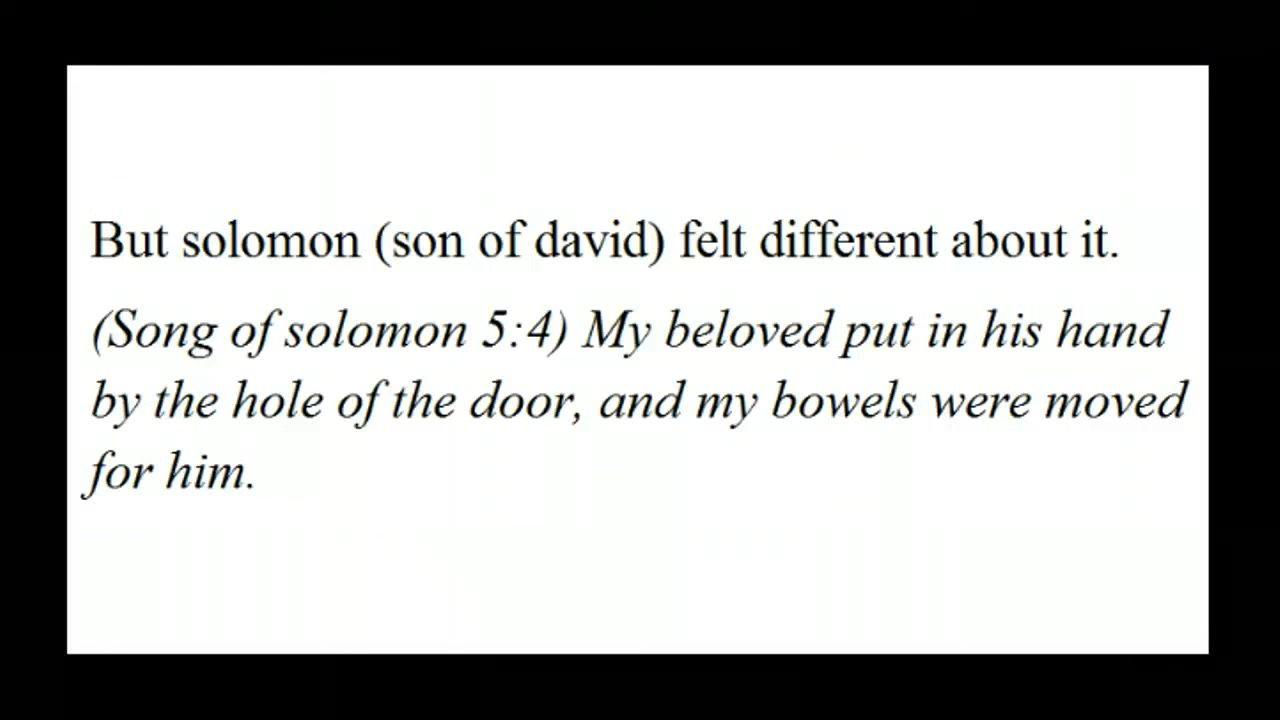 But solomon (son of david) felt different about it.
(Song of solomon 5:4) My beloved put in his hand
by the hole of the door, and my bowels were moved
for him.